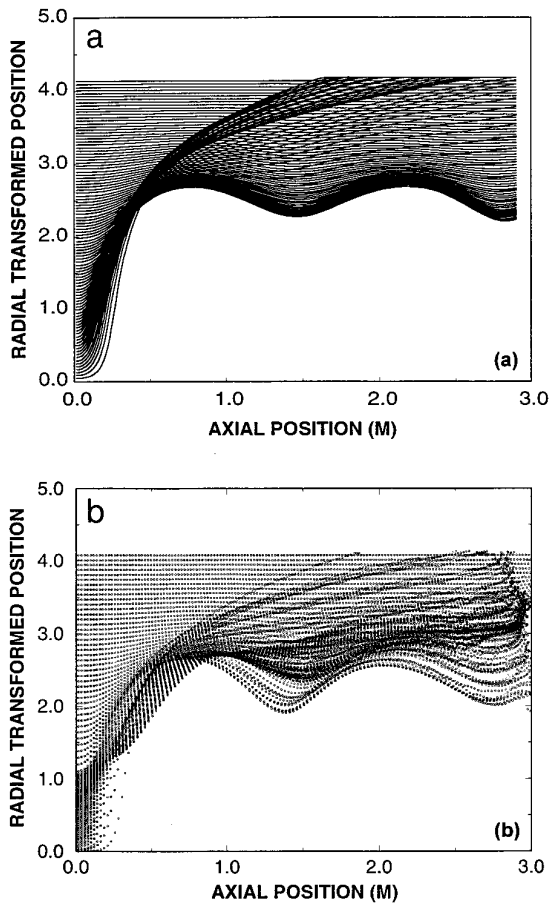 a
5.0
4.0
3.0
2.0
1.0
0.0
RADIAL TRANSFORMED POSITION
(a)
0.0 1.0 2.0 3.0
AXIAL POSITION (M)
b
5.0
4.0
3.0
2.0
1.0
0.0
RADIAL TRANSFORMED POSITION
(b)
0.0 1.0 2.0 3.0
AXIAL POSITION (M)